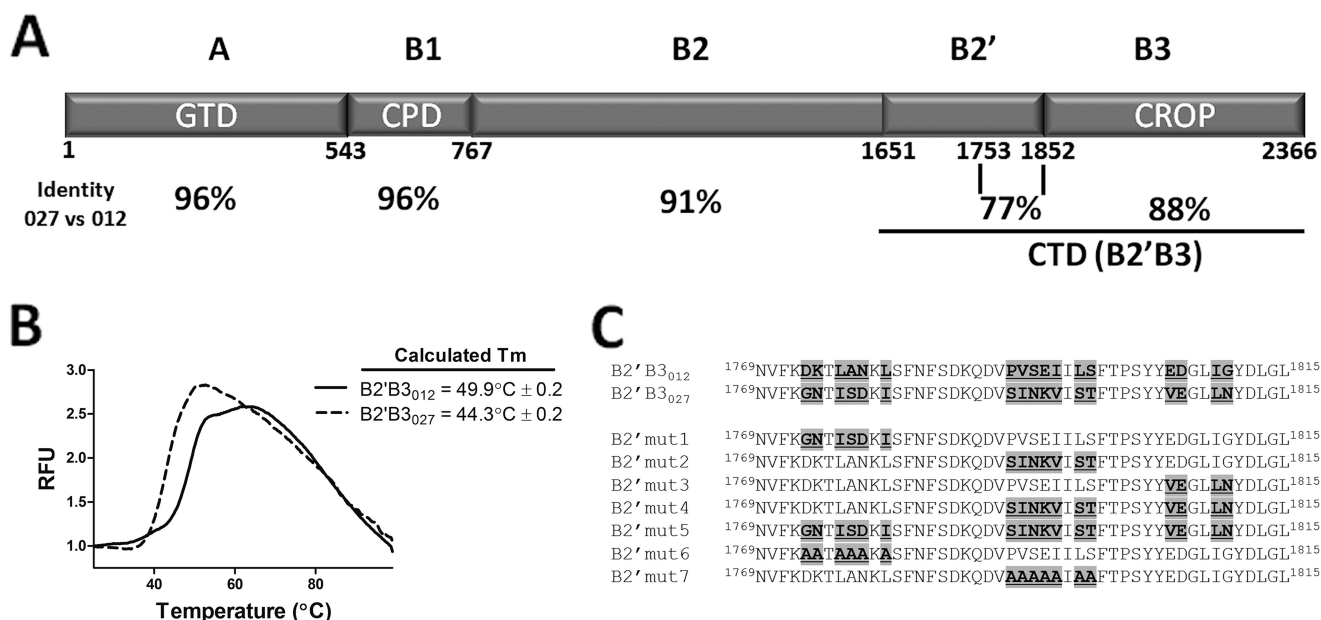 A
A B1 B2 B2’ B3
GTD CPD CROP
1 543 767 1651 1753 1852 2366
Identity
027 vs 012
96% 96% 91% 77% 88%
CTD (B2’B3)
B
RFU
3.0
2.5
2.0
1.5
1.0
40 60 80
Temperature (°C)
Calculated Tm
B2'B3012 = 49.9°C ± 0.2
B2'B3027 = 44.3°C ± 0.2
C
B2’B3012 1769NVFKDKTLANKLSFNFSDKQDVPVSEIILSFTPSYYEDGLIGYDLGL1815
B2’B3027 1769NVFKGNTISDKISFNFSDKQDVSINKVISTFTPSYYVEGLLNYDLGL1815
B2’mut1 1769NVFKGNTISDKISFNFSDKQDVPVSEIILSFTPSYYEDGLIGYDLGL1815
B2’mut2 1769NVFKDKTLANKLSFNFSDKQDVSINKVISTFTPSYYEDGLIGYDLGL1815
B2’mut3 1769NVFKDKTLANKLSFNFSDKQDVPVSEIILSFTPSYYVEGLLNYDLGL1815
B2’mut4 1769NVFKDKTLANKLSFNFSDKQDVSINKVISTFTPSYYVEGLLNYDLGL1815
B2’mut5 1769NVFKGNTISDKISFNFSDKQDVSINKVISTFTPSYYVEGLLNYDLGL1815
B2’mut6 1769NVFKAATAAAKASFNFSDKQDVPVSEIILSFTPSYYEDGLIGYDLGL1815
B2’mut7 1769NVFKDKTLANKLSFNFSDKQDVAAAAAIAAFTPSYYEDGLIGYDLGL1815